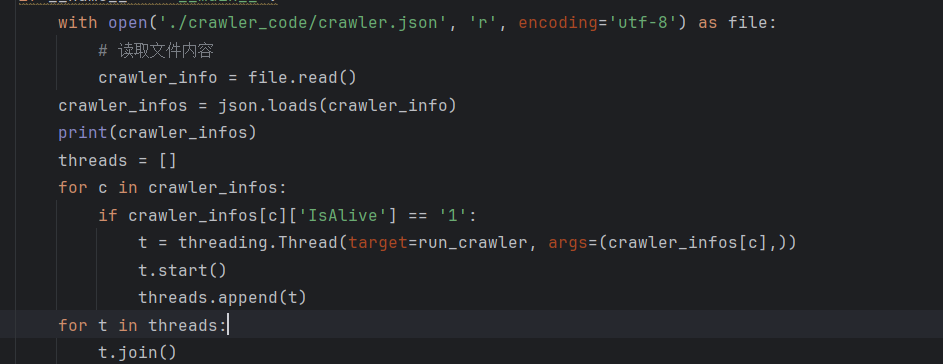 with open('./crawler_code/crawler.json', 'r', encoding='utf-8') as file:
# 读取文件内容
crawler_info = file.read()
crawler_infos = json.loads(crawler_info)
print(crawler_infos)
threads = []
for c in crawler_infos:
if crawler_infos[c]['IsAlive'] == '1':
t = threading.Thread(target=run_crawler, args=(crawler_infos[c],))
t.start()
threads.append(t)
for t in threads:
t.join()